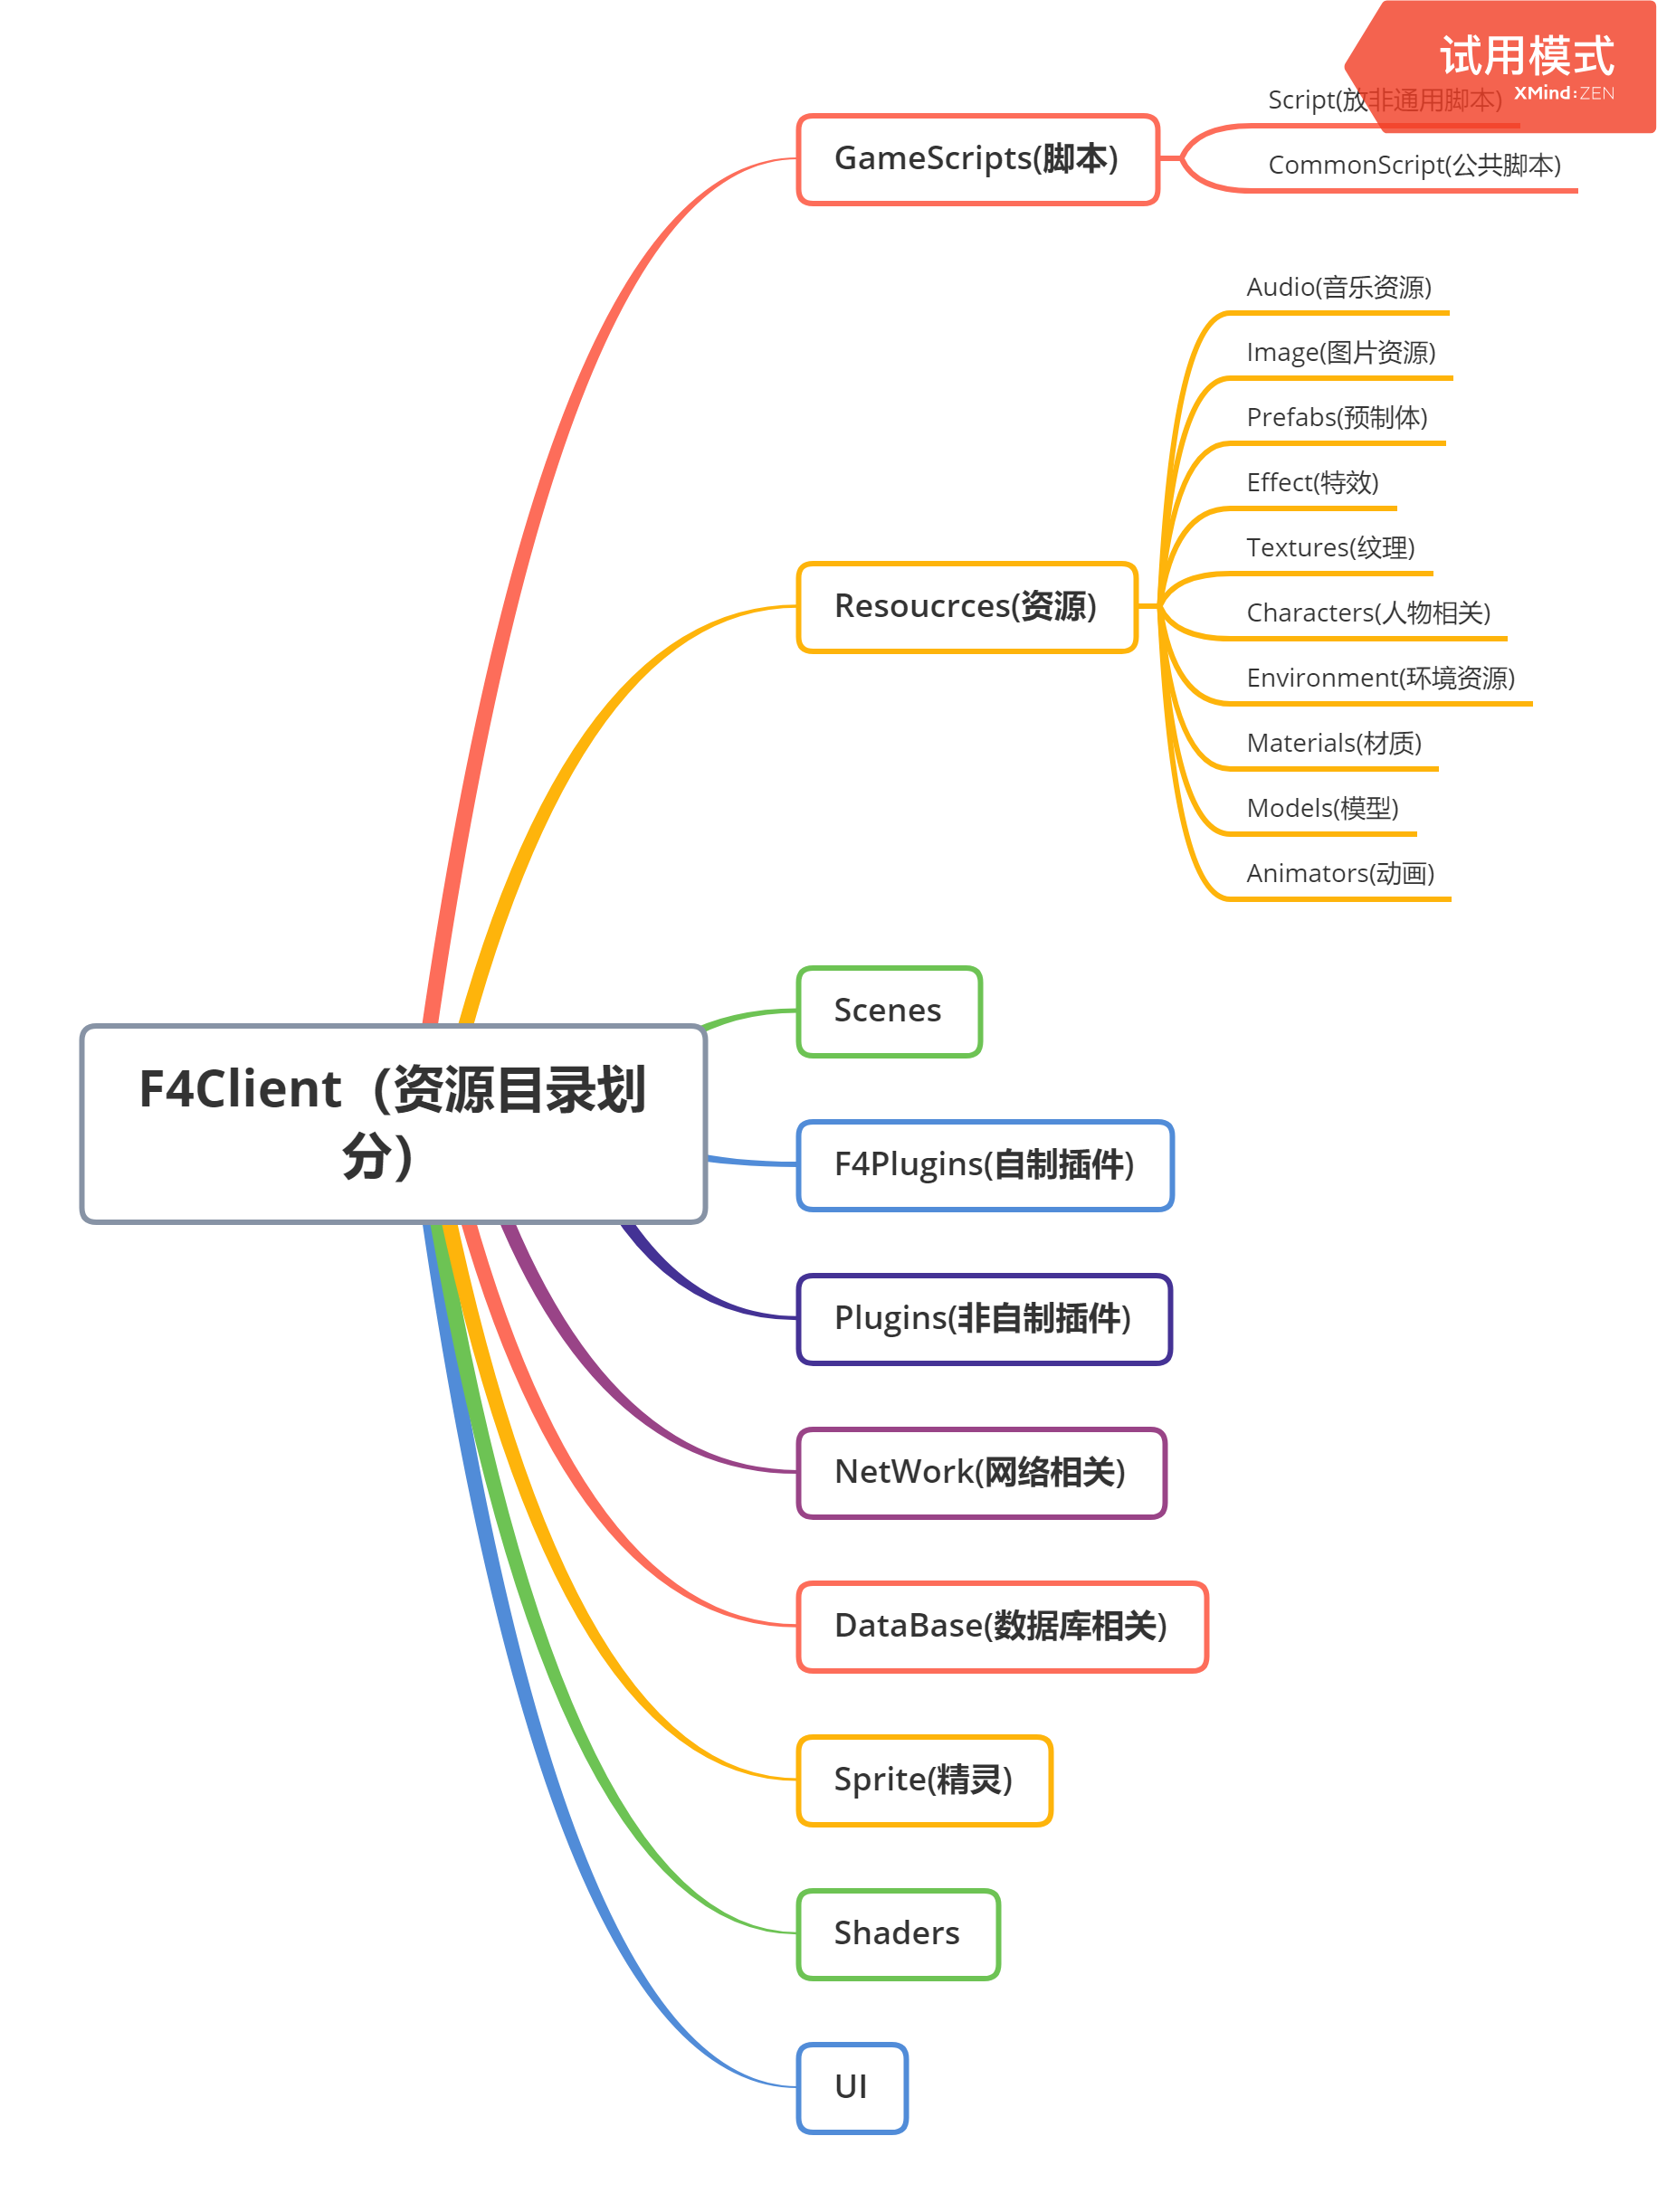 试用模式
XMind:ZEN
Script(放非通用脚本)
GameScripts(脚本)
CommonScript(公共脚本)
Audio(音乐资源)
Image(图片资源)
Prefabs(预制体)
Effect(特效)
Textures(纹理)
Resoucrces(资源)
Characters(人物相关)
Environment(环境资源)
Materials(材质)
Models(模型)
Animators(动画)
Scenes
F4Client（资源目录划
分）
F4Plugins(自制插件)
Plugins(非自制插件)
NetWork(网络相关)
DataBase(数据库相关)
Sprite(精灵)
Shaders
UI